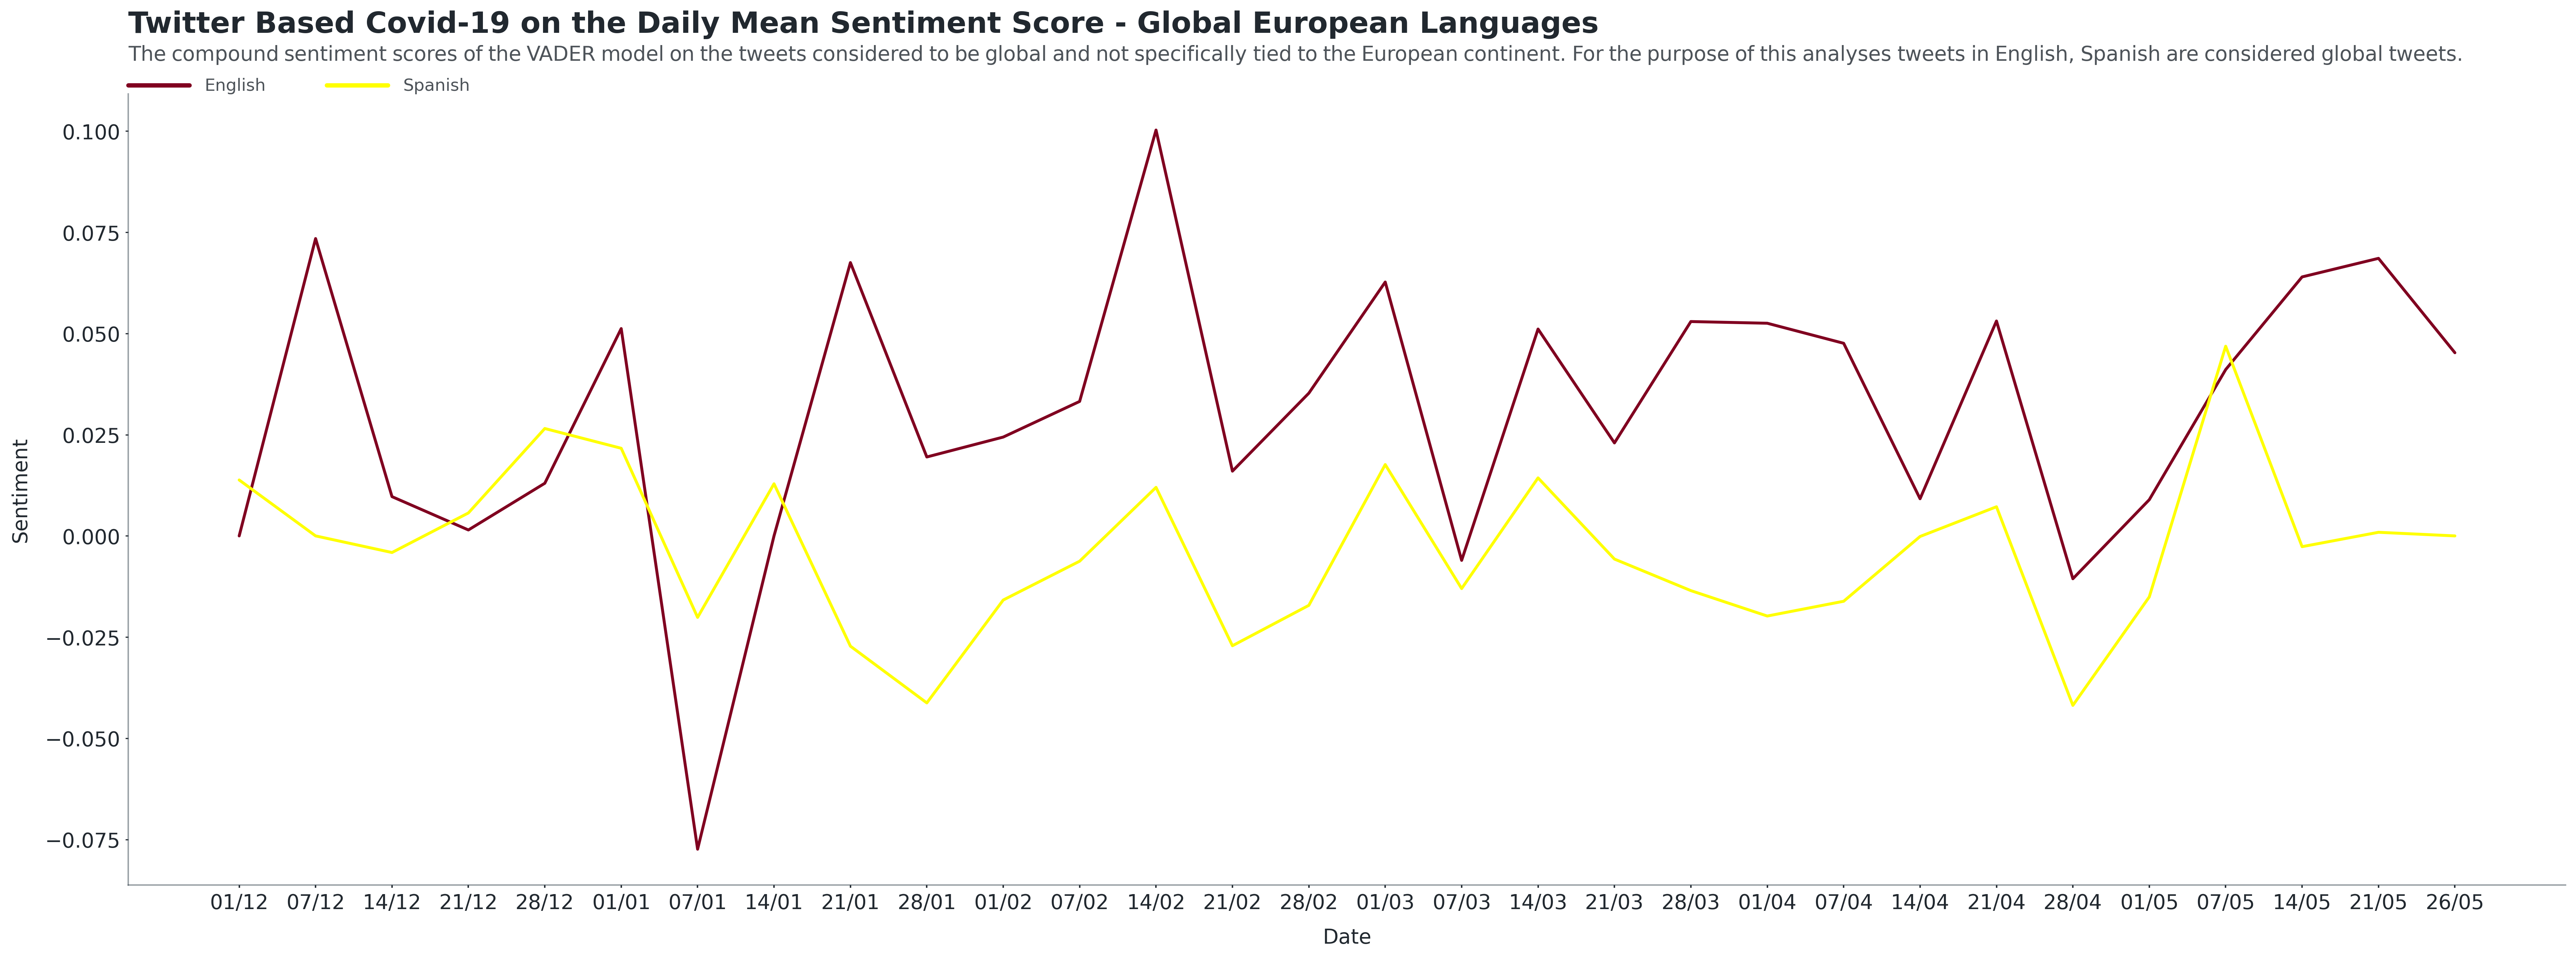 Twitter Based Covid-19 on the Daily Mean Sentiment Score - Global European Languages
The compound sentiment scores of the VADER model on the tweets considered to be global and not specifically tied to the European continent. For the purpose of this analyses tweets in English, Spanish are considered global tweets.
English Spanish
0.100
0.075
0.050
0.025
0.000
−0.025
−0.050
−0.075
Sentiment
01/12 07/12 14/12 21/12 28/12 01/01 07/01 14/01 21/01 28/01 01/02 07/02 14/02 21/02 28/02 01/03 07/03 14/03 21/03 28/03 01/04 07/04 14/04 21/04 28/04 01/05 07/05 14/05 21/05 26/05
Date